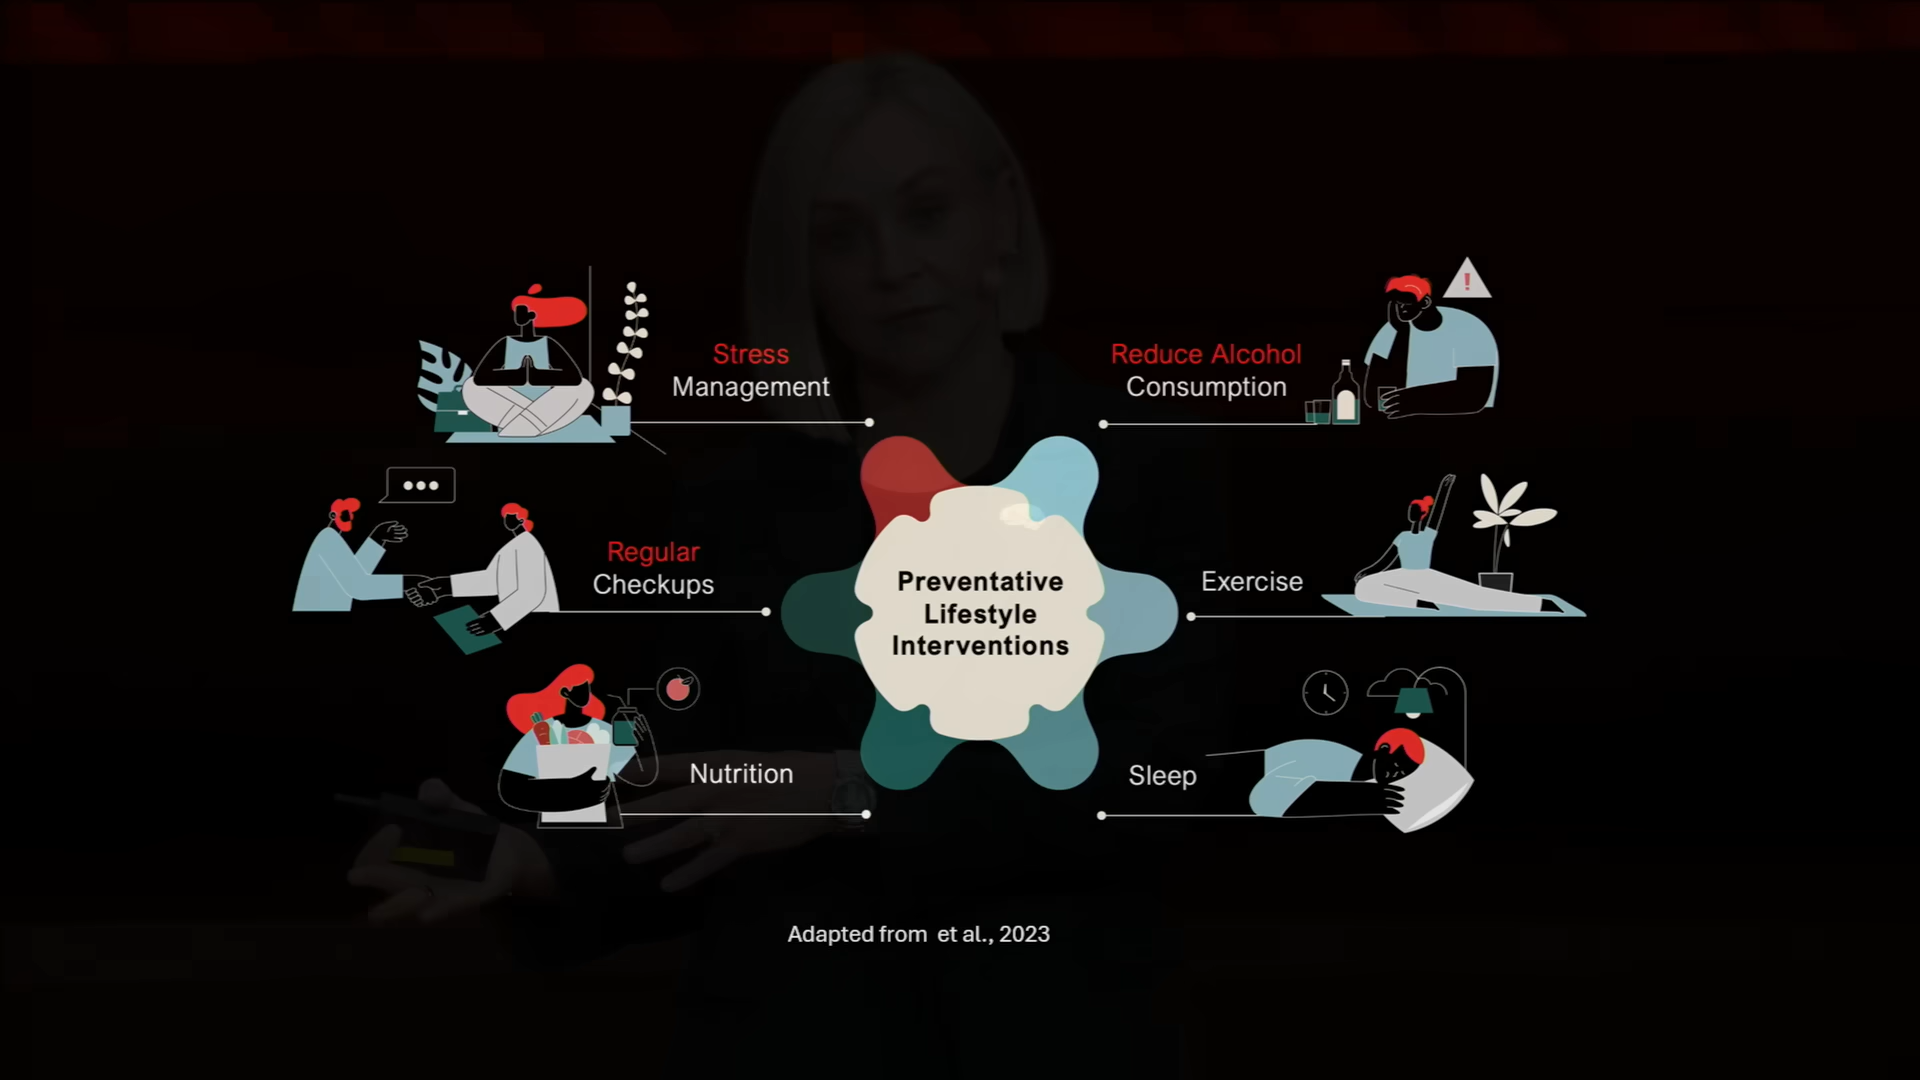 Stress
Management
Reduce Alcohol
Consumption
Regular
Checkups
Preventative
Lifestyle
Interventions
Exercise
Nutrition
Sleep
Adapted from et al., 2023